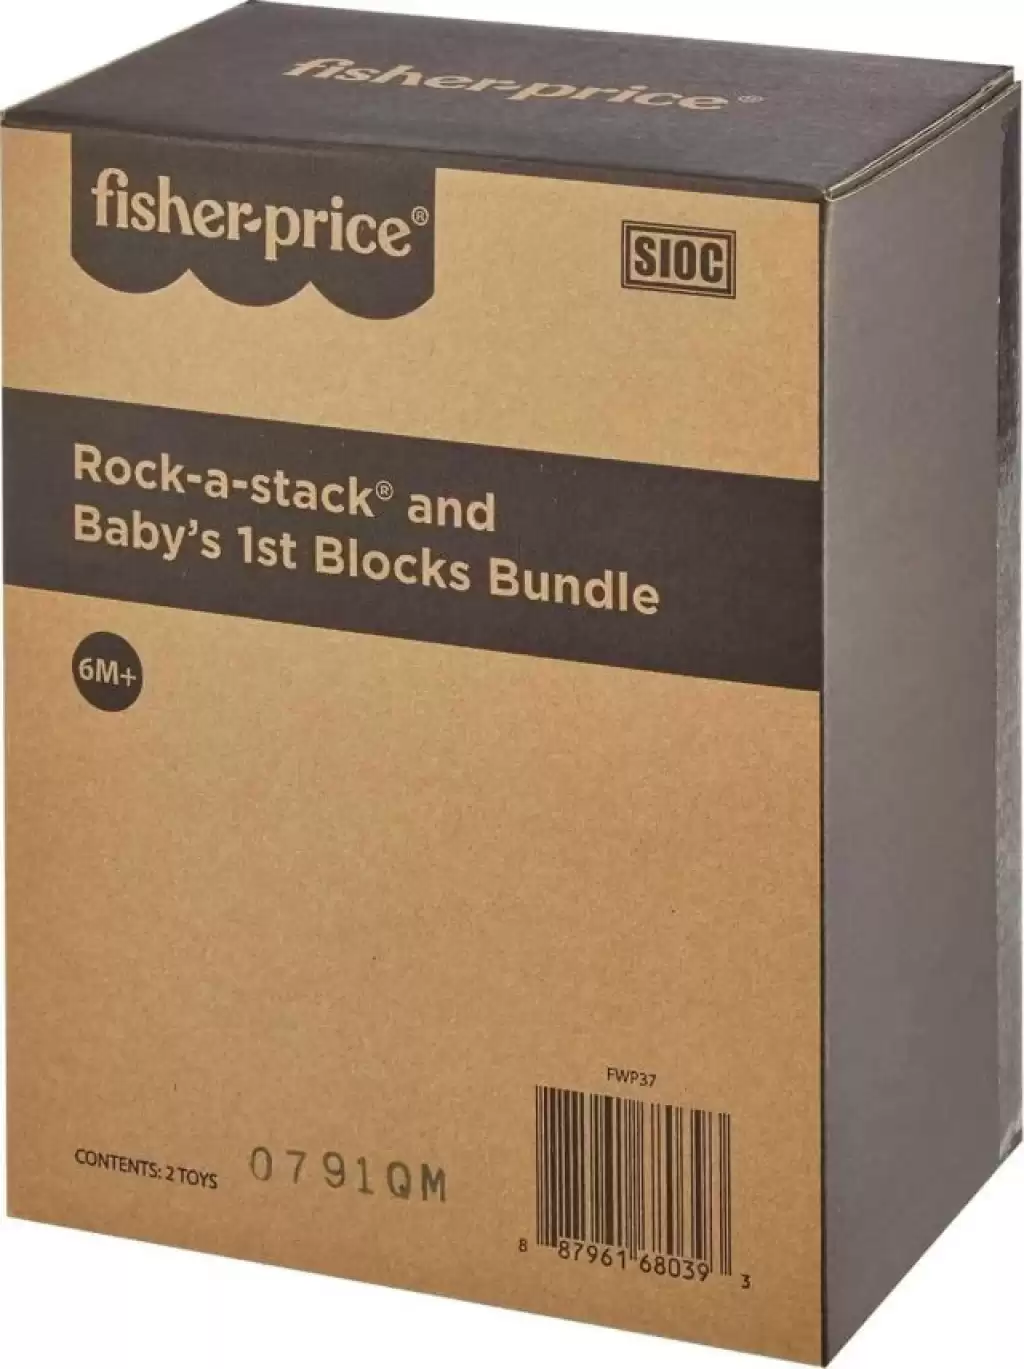 fisher-price®
fisher-price®
SIOC
Rock-a-stack® and
Baby's 1st Blocks Bundle
6M+
FWP37
CONTENTS: 2 TOYS
0791QM
8 87961 68039 3